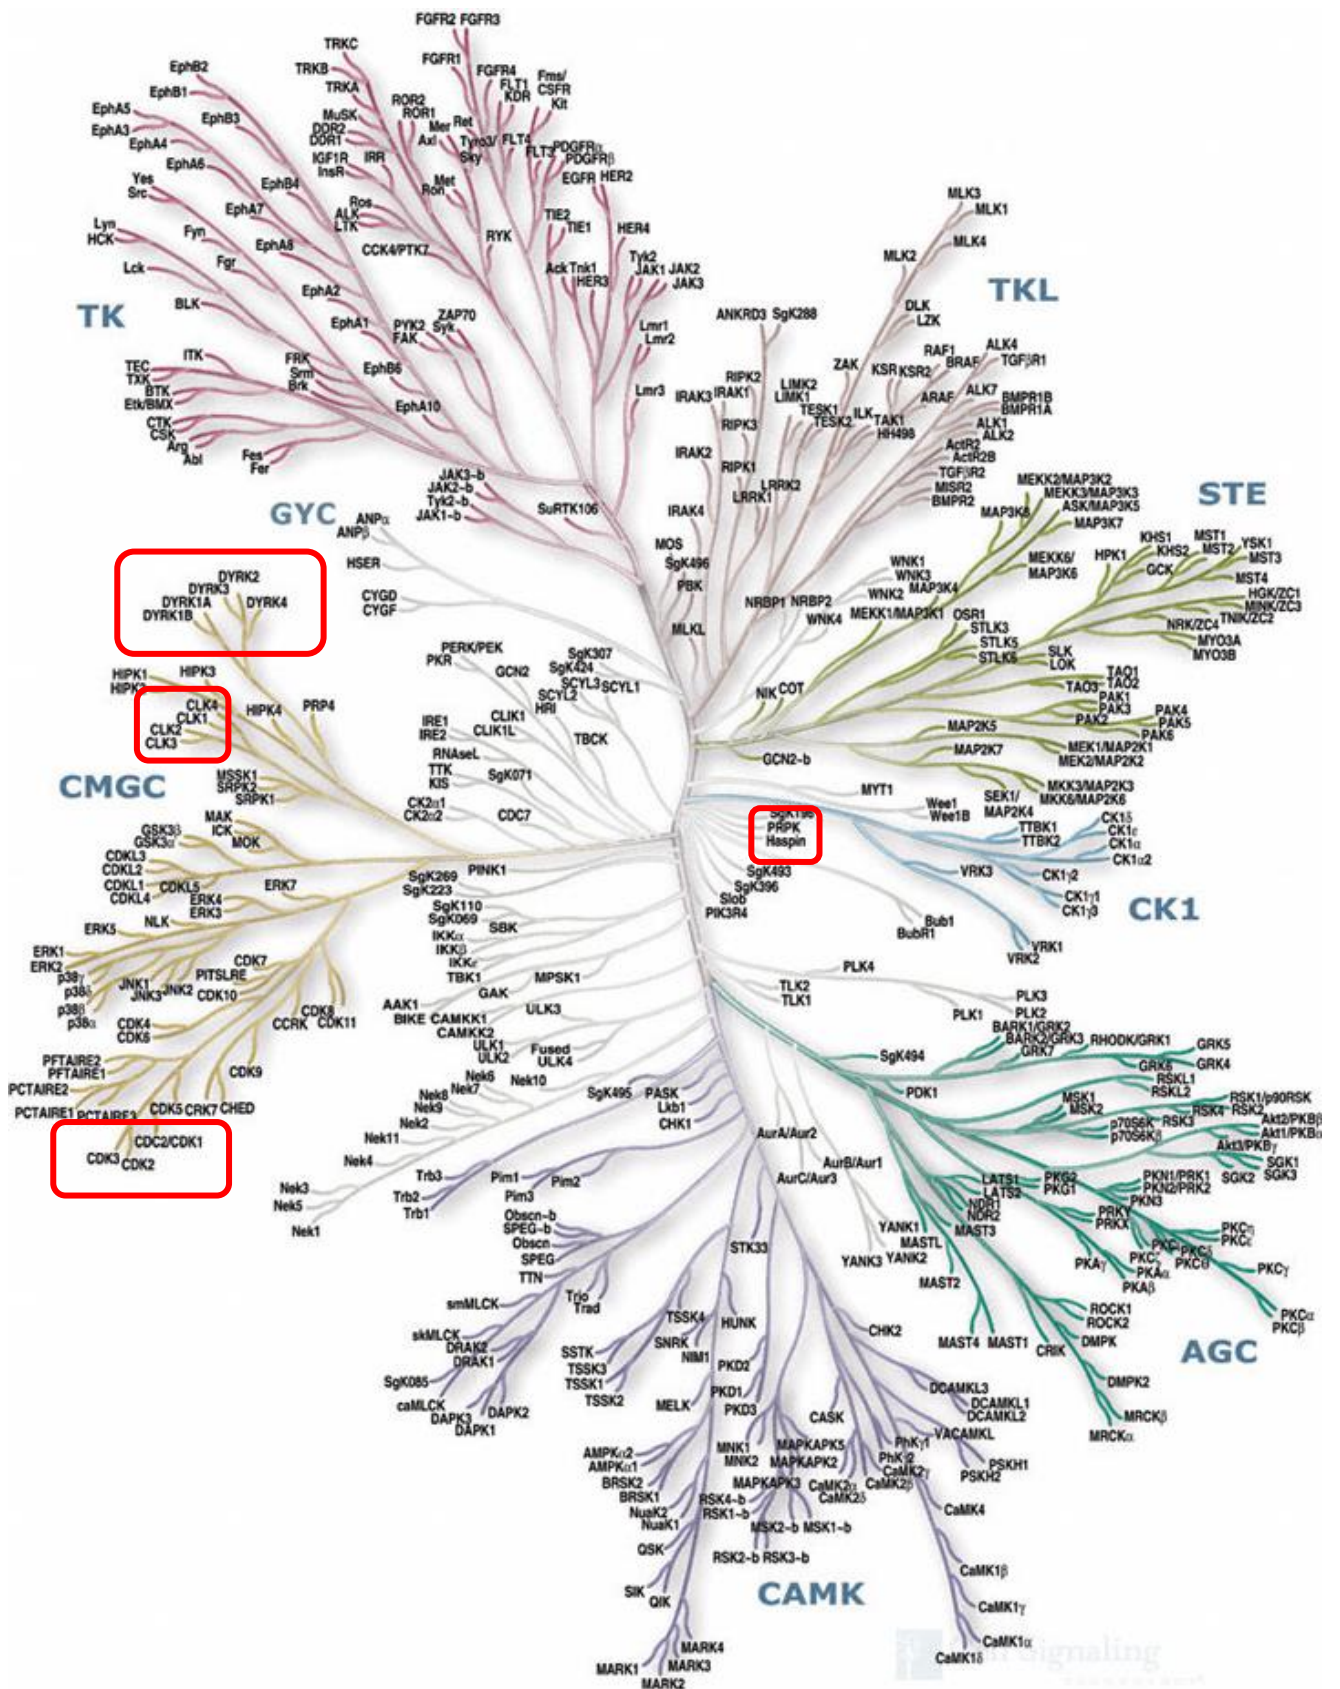 FGFR2 FGFR3
TRKC
FGFR1
EphB2
TRKB
FGFR4
Fms/
CSFR
EphB1
TRKA
FLT1
KDR
Kit
EphA5
ROR2
ROR1
MuSK
EphB3
EphA3
DDR2
DDR1
Mer
Ret
Axl
Tyro3/
Sky
FLT4
EphA4
FLT3
PDGFRα
PDGFRβ
IGF1R
IRR
InsR
EphA6
Met
Ron
EGFR
HER2
Yes
Src
EphB4
Ros
ALK
LTK
EphA7
TIE2
TIE1
HER4
Lyn
HCK
Fyn
RYK
EphA8
CCK4/PTK7
Tyk2
JAK1
JAK2
JAK3
Lck
Fgr
Ack
Tnk1
HER3
EphA2
BLK
TK
ZAP70
PYK2
Syk
FAK
EphA1
Lmr1
Lmr2
ITK
FRK
Srm
Brk
EphB6
TEC
TXK
BTK
Etk/BMX
Lmr3
EphA10
CTK
CSK
Arg
Abl
Fes
Fer
JAK3~b
JAK2~b
Tyk2~b
JAK1~b
SuRTK106
MLK3
MLK1
MLK4
MLK2
TKL
ANKRD3
SgK288
DLK
LZK
ZAK
KSR
KSR2
RAF1
BRAF
ALK4
TGFβR1
ARAF
ALK7
BMPR1B
BMPR1A
RIPK2
IRAK3
IRAK1
LIMK2
LIMK1
TESK1
TESK2
ILK
TAK1
HH498
ALK1
ALK2
RIPK3
ActR2
ActR2B
IRAK2
RIPK1
LRRK2
LRRK1
TGFβR2
MISR2
BMPR2
MEKK2/MAP3K2
MEKK3/MAP3K3
ASK/MAP3K5
MAP3K8
MAP3K7
IRAK4
STE
GYC
ANPα
ANPβ
HSER
CYGD
CYGF
MOS
SgK496
PBK
MLKL
NRBP1
NRBP2
WNK1
WNK3
WNK2
WNK4
MAP3K4
MEKK6/
MAP3K6
MEKK1/MAP3K1
KHS1
KHS2
HPK1
GCK
MST1
MST2
YSK1
MST3
MST4
HGK/ZC1
MINK/ZC3
TNIK/ZC2
NRK/ZC4
MYO3A
MYO3B
OSR1
STLK3
STLK5
STLK6
SLK
LOK
TAO1
TAO2
TAO3
PAK1
PAK3
PAK2
PAK4
PAK5
PAK6
NIK
COT
MAP2K5
MAP2K7
MEK1/MAP2K1
MEK2/MAP2K2
GCN2~b
SEK1/
MAP2K4
MKK3/MAP2K3
MKK6/MAP2K6
DYRK2
DYRK3
DYRK1A
DYRK4
DYRK1B
HIPK1
HIPK3
CLK4
CLK1
CLK2
CLK3
HIPK4
PRP4
CMGC
MSSK1
SRPK2
SRPK1
PERK/PEK
PKR
GCN2
SgK307
SgK424
SCYL3
SCYL1
SCYL2
HRI
IRE1
IRE2
CLIK1
CLIK1L
TBCK
RNAseL
TTK
KIS
SgK071
CK2α1
CK2α2
CDC7
MYT1
Wee1
Wee1B
SgK196
PRPK
Haspin
TTBK1
TTBK2
CK1δ
CK1ε
CK1α
CK1α2
VRK3
CK1γ2
CK1γ1
CK1γ3
CK1
SgK493
SgK396
Slob
PIK3R4
Bub1
BubR1
VRK1
VRK2
MAK
ICK
GSK3β
GSK3α
MOK
CDKL3
CDKL2
CDKL1
CDKL5
CDKL4
ERK7
ERK4
ERK3
NLK
ERK5
ERK1
ERK2
p38γ
p38δ
p38β
p38α
JNK1
JNK3
JNK2
PITSLRE
CDK7
CDK10
CDK4
CDK6
CCRK
CDK8
CDK11
PFTAIRE2
PFTAIRE1
PCTAIRE2
PCTAIRE1
PCTAIRE3
CDK9
CDK5
CRK7
CHED
CDC2/CDK1
CDK3
CDK2
PINK1
SgK269
SgK223
SgK110
SgK069
SBK
IKKα
IKKβ
IKKε
TBK1
MPSK1
GAK
AAK1
BIKE
CAMKK1
CAMKK2
ULK3
ULK1
ULK2
Fused
ULK4
Nek6
Nek10
Nek7
Nek8
Nek9
Nek2
Nek11
Nek4
Nek3
Nek5
Nek1
PLK4
TLK2
TLK1
PLK3
PLK1
PLK2
BARK1/GRK2
BARK2/GRK3
RHODK/GRK1
GRK5
GRK7
GRK6
GRK4
SgK494
PDK1
RSKL1
RSKL2
MSK1
MSK2
RSK1/p90RSK
RSK4
RSK2
RSK3
p70S6K
p70S6Kβ
Akt2/PKBβ
Akt1/PKBα
Akt3/PKBγ
SGK1
SGK2
SGK3
LATS1
LATS2
PKG2
PKG1
PKN1/PRK1
PKN2/PRK2
PKN3
NDR1
NDR2
PRKY
PRKX
MAST3
YANK1
MASTL
YANK2
YANK3
MAST2
PKCζ
PKCδ
PKCθ
PKCη
PKCε
PKAγ
PKAα
PKAβ
PKCγ
PKCα
PKCβ
ROCK1
ROCK2
DMPK
CRIK
MAST4
MAST1
DMPK2
MRCKβ
MRCKα
AGC
SgK495
PASK
Lkb1
CHK1
AurA/Aur2
AurB/Aur1
AurC/Aur3
Trb3
Trb2
Trb1
Pim1
Pim2
Pim3
Obscn~b
SPEG~b
Obscn
SPEG
TTN
STK33
smMLCK
Trio
Trad
skMLCK
DRAK2
DRAK1
SgK085
caMLCK
DAPK3
DAPK2
DAPK1
TSSK4
SNRK
NIM1
HUNK
SSTK
TSSK3
TSSK1
TSSK2
CHK2
PKD2
PKD1
PKD3
MELK
DCAMKL3
DCAMKL1
DCAMKL2
CASK
VACAMKL
PhKγ1
PhKγ2
PSKH1
PSKH2
MNK1
MNK2
MAPKAPK5
MAPKAPK2
MAPKAPK3
CaMK2γ
CaMK2α
CaMK2β
CaMK2δ
AMPKα2
AMPKα1
BRSK2
BRSK1
NuaK2
NuaK1
RSK4~b
RSK1~b
MSK2~b
MSK1~b
RSK2~b
RSK3~b
CaMK4
QSK
SIK
QIK
CaMK1β
CaMK1γ
CaMK1α
CaMK1δ
CAMK
MARK4
MARK1
MARK3
MARK2
Signaling